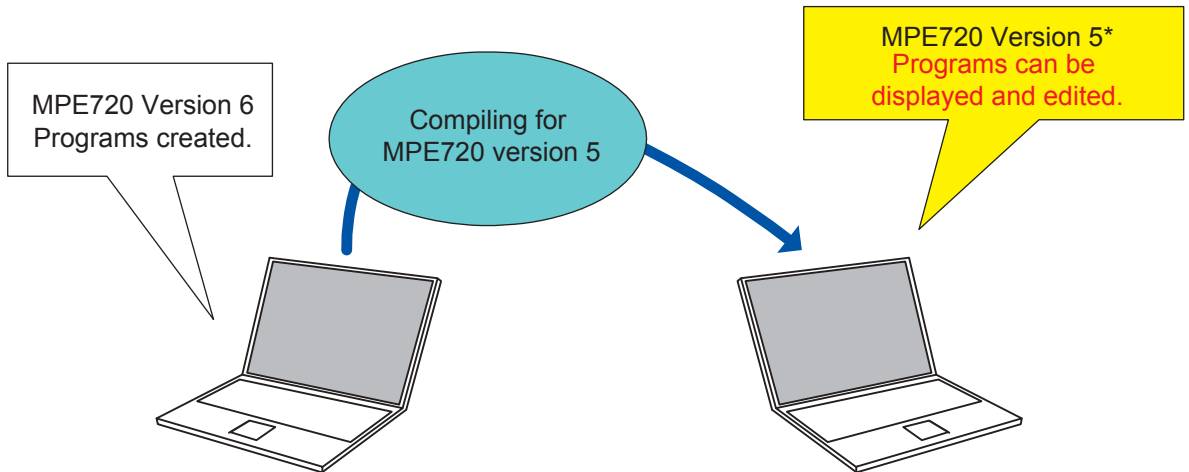 MPE720 Version 6
Programs created.
Compiling for
MPE720 version 5
MPE720 Version 5*
Programs can be
displayed and edited.